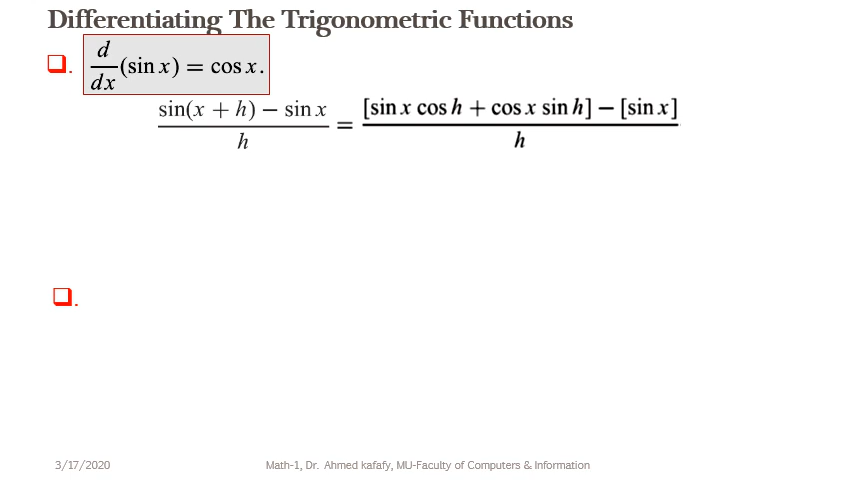 Differentiating The Trigonometric Functions
❑. d/dx (sin x) = cos x.
sin(x + h) − sin x / h = [sin x cos h + cos x sin h] − [sin x] / h
❑.
3/17/2020 Math-1, Dr. Ahmed kafafy, MU-Faculty of Computers & Information